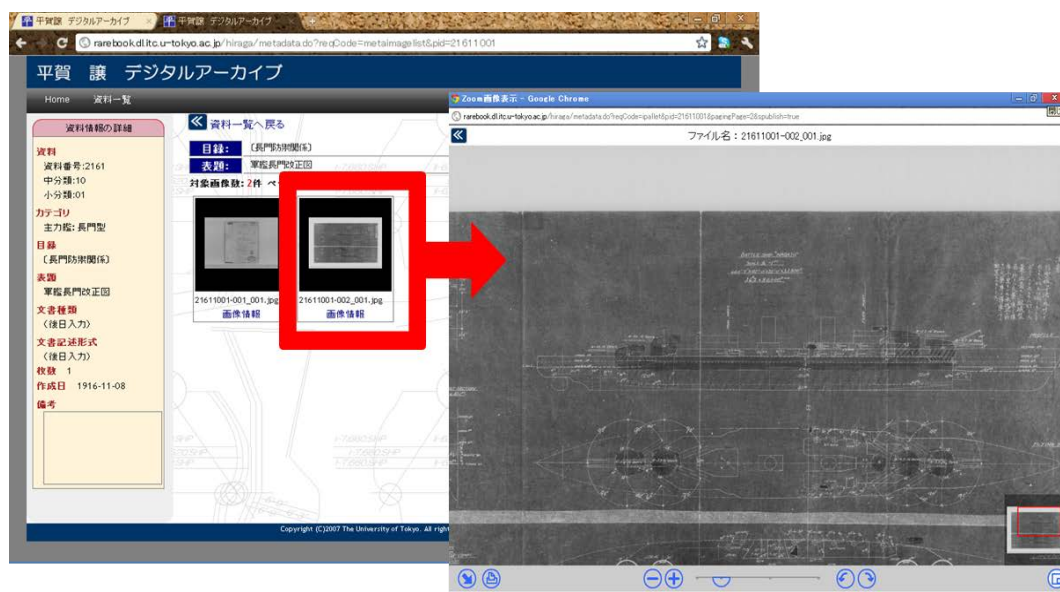 平賀譲 デジタルアーカイブ
平賀譲 デジタルアーカイブ
rarebook.dl.itc.u-tokyo.ac.jp/hiraga/metadata.do?reqCode=metaimagelist&pid=21611001
平賀 譲 デジタルアーカイブ
Home 資料一覧
資料情報の詳細
資料
資料番号:2161
中分類:10
小分類:01
カテゴリ
主力艦: 長門型
目録
〔長門防禦関係〕
表題
軍艦長門改正図
文書種類
（後日入力）
文書記述形式
（後日入力）
枚数 1
作成日 1916-11-08
備考
資料一覧へ戻る
目録: 〔長門防禦関係〕
表題: 軍艦長門改正図
対象画像数: 2件
21611001-001_001.jpg
画像情報
21611001-002_001.jpg
画像情報
Copyright (C)2007 The University of Tokyo. All righ
Zoom画像表示 - Google Chrome
rarebook.dl.itc.u-tokyo.ac.jp/hiraga/metadata.do?reqCode=ipallet&pid=21611001&pagingPage=2&spublish=true
ファイル名：21611001-002_001.jpg